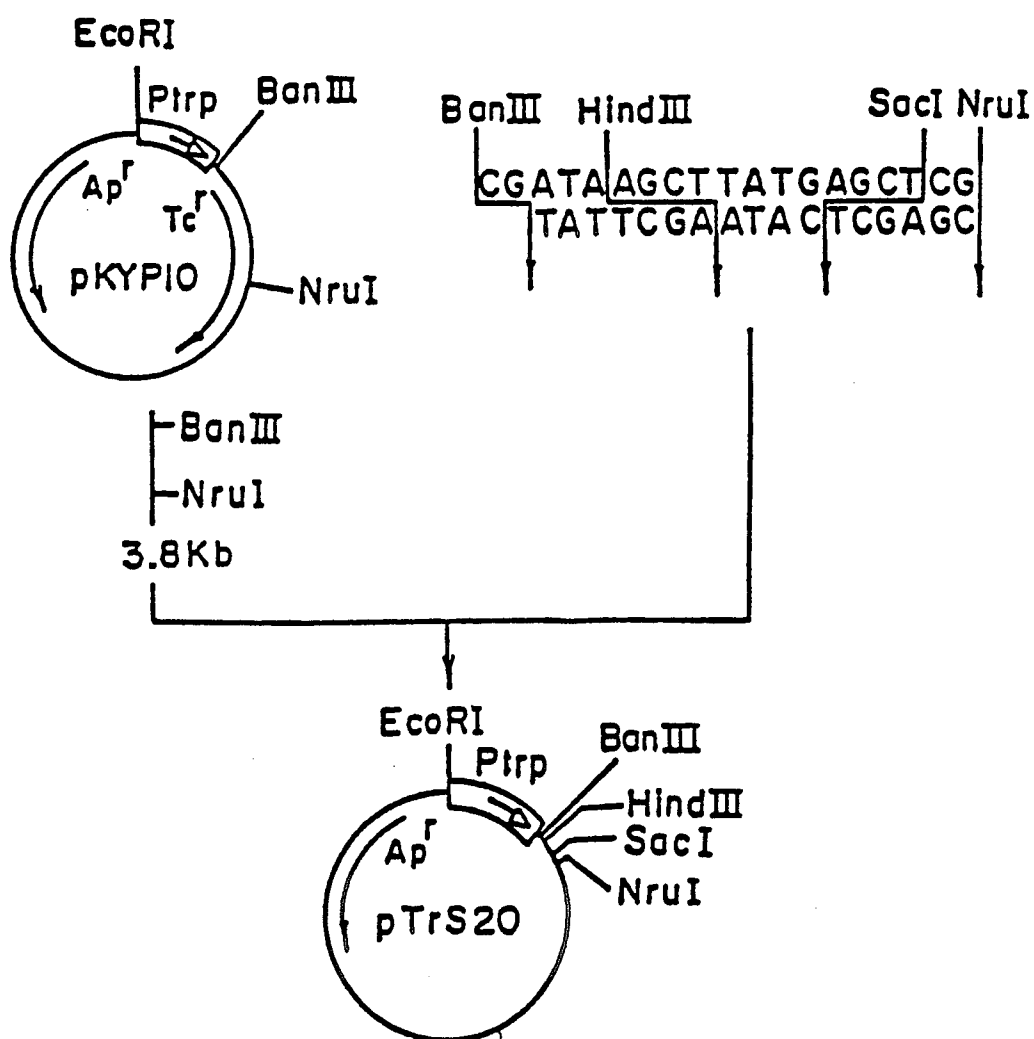 EcoRI
Ptrp
BanIII
Apr
Tcr
pKYP10
NruI
BanIII HindIII SacI NruI
CGATAAGCTTATGAGCTCG
TATTCGAATACTCGAGC
BanIII
NruI
3.8Kb
EcoRI
Ptrp
BanIII
HindIII
SacI
NruI
Apr
pTrS20